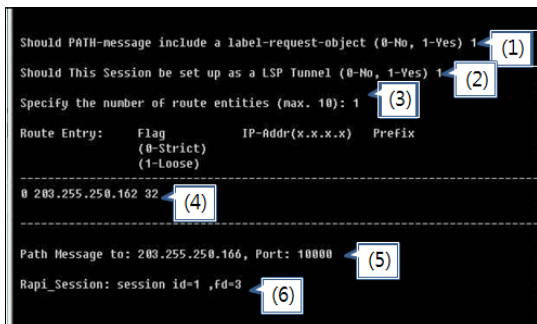 Should PATH-message include a label-request-object (0-No, 1-Yes) 1 (1)
Should This Session be set up as a LSP Tunnel (0-No, 1-Yes) 1 (2)
Specify the number of route entities (max. 10): 1 (3)
Route Entry: Flag IP-Addr(x.x.x.x) Prefix
(0-Strict)
(1-Loose)
0 203.255.250.162 32 (4)
Path Message to: 203.255.250.166, Port: 10000 (5)
Rapi_Session: session id=1 ,fd=3 (6)